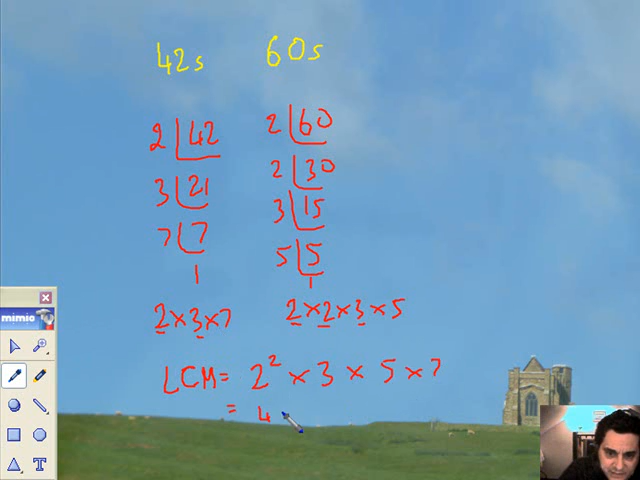 42s 60s
2 42 2 60
3 21 2 30
3 15
7 7
5 5
1 1
2 × 3 × 7 2 × 2 × 3 × 5
LCM = 2² × 3 × 5 × 7
= 4
mimio
T